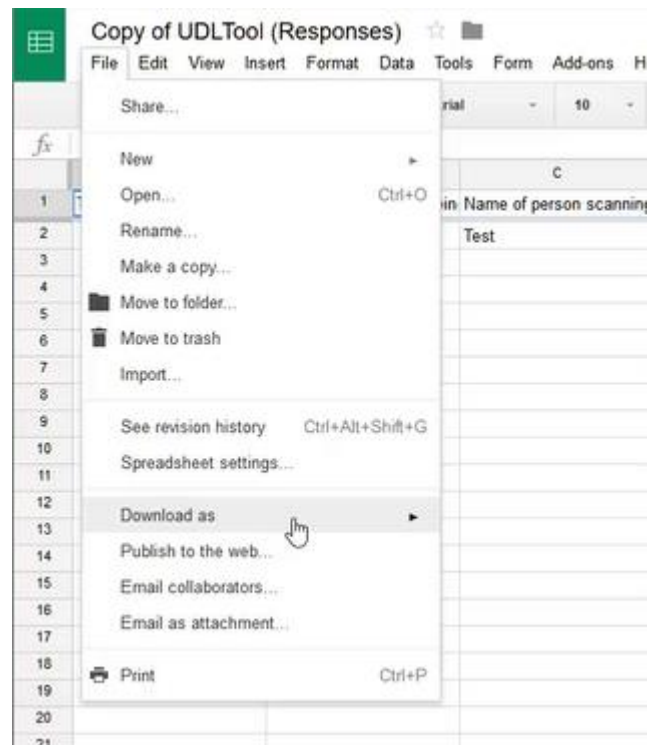 Copy of UDLTool (Responses)
File Edit View Insert Format Data Tools Form Add-ons H
Share...
rial 10
fx
New
C
Open... Ctrl+O
1 T in Name of person scanning
Rename...
2 Test
Make a copy...
3
4
Move to folder...
5
Move to trash
6
Import...
7
8
See revision history Ctrl+Alt+Shift+G
9
10
Spreadsheet settings...
11
12
Download as
13
Publish to the web...
14
Email collaborators...
15
16
Email as attachment...
17
18
Print Ctrl+P
19
20
21